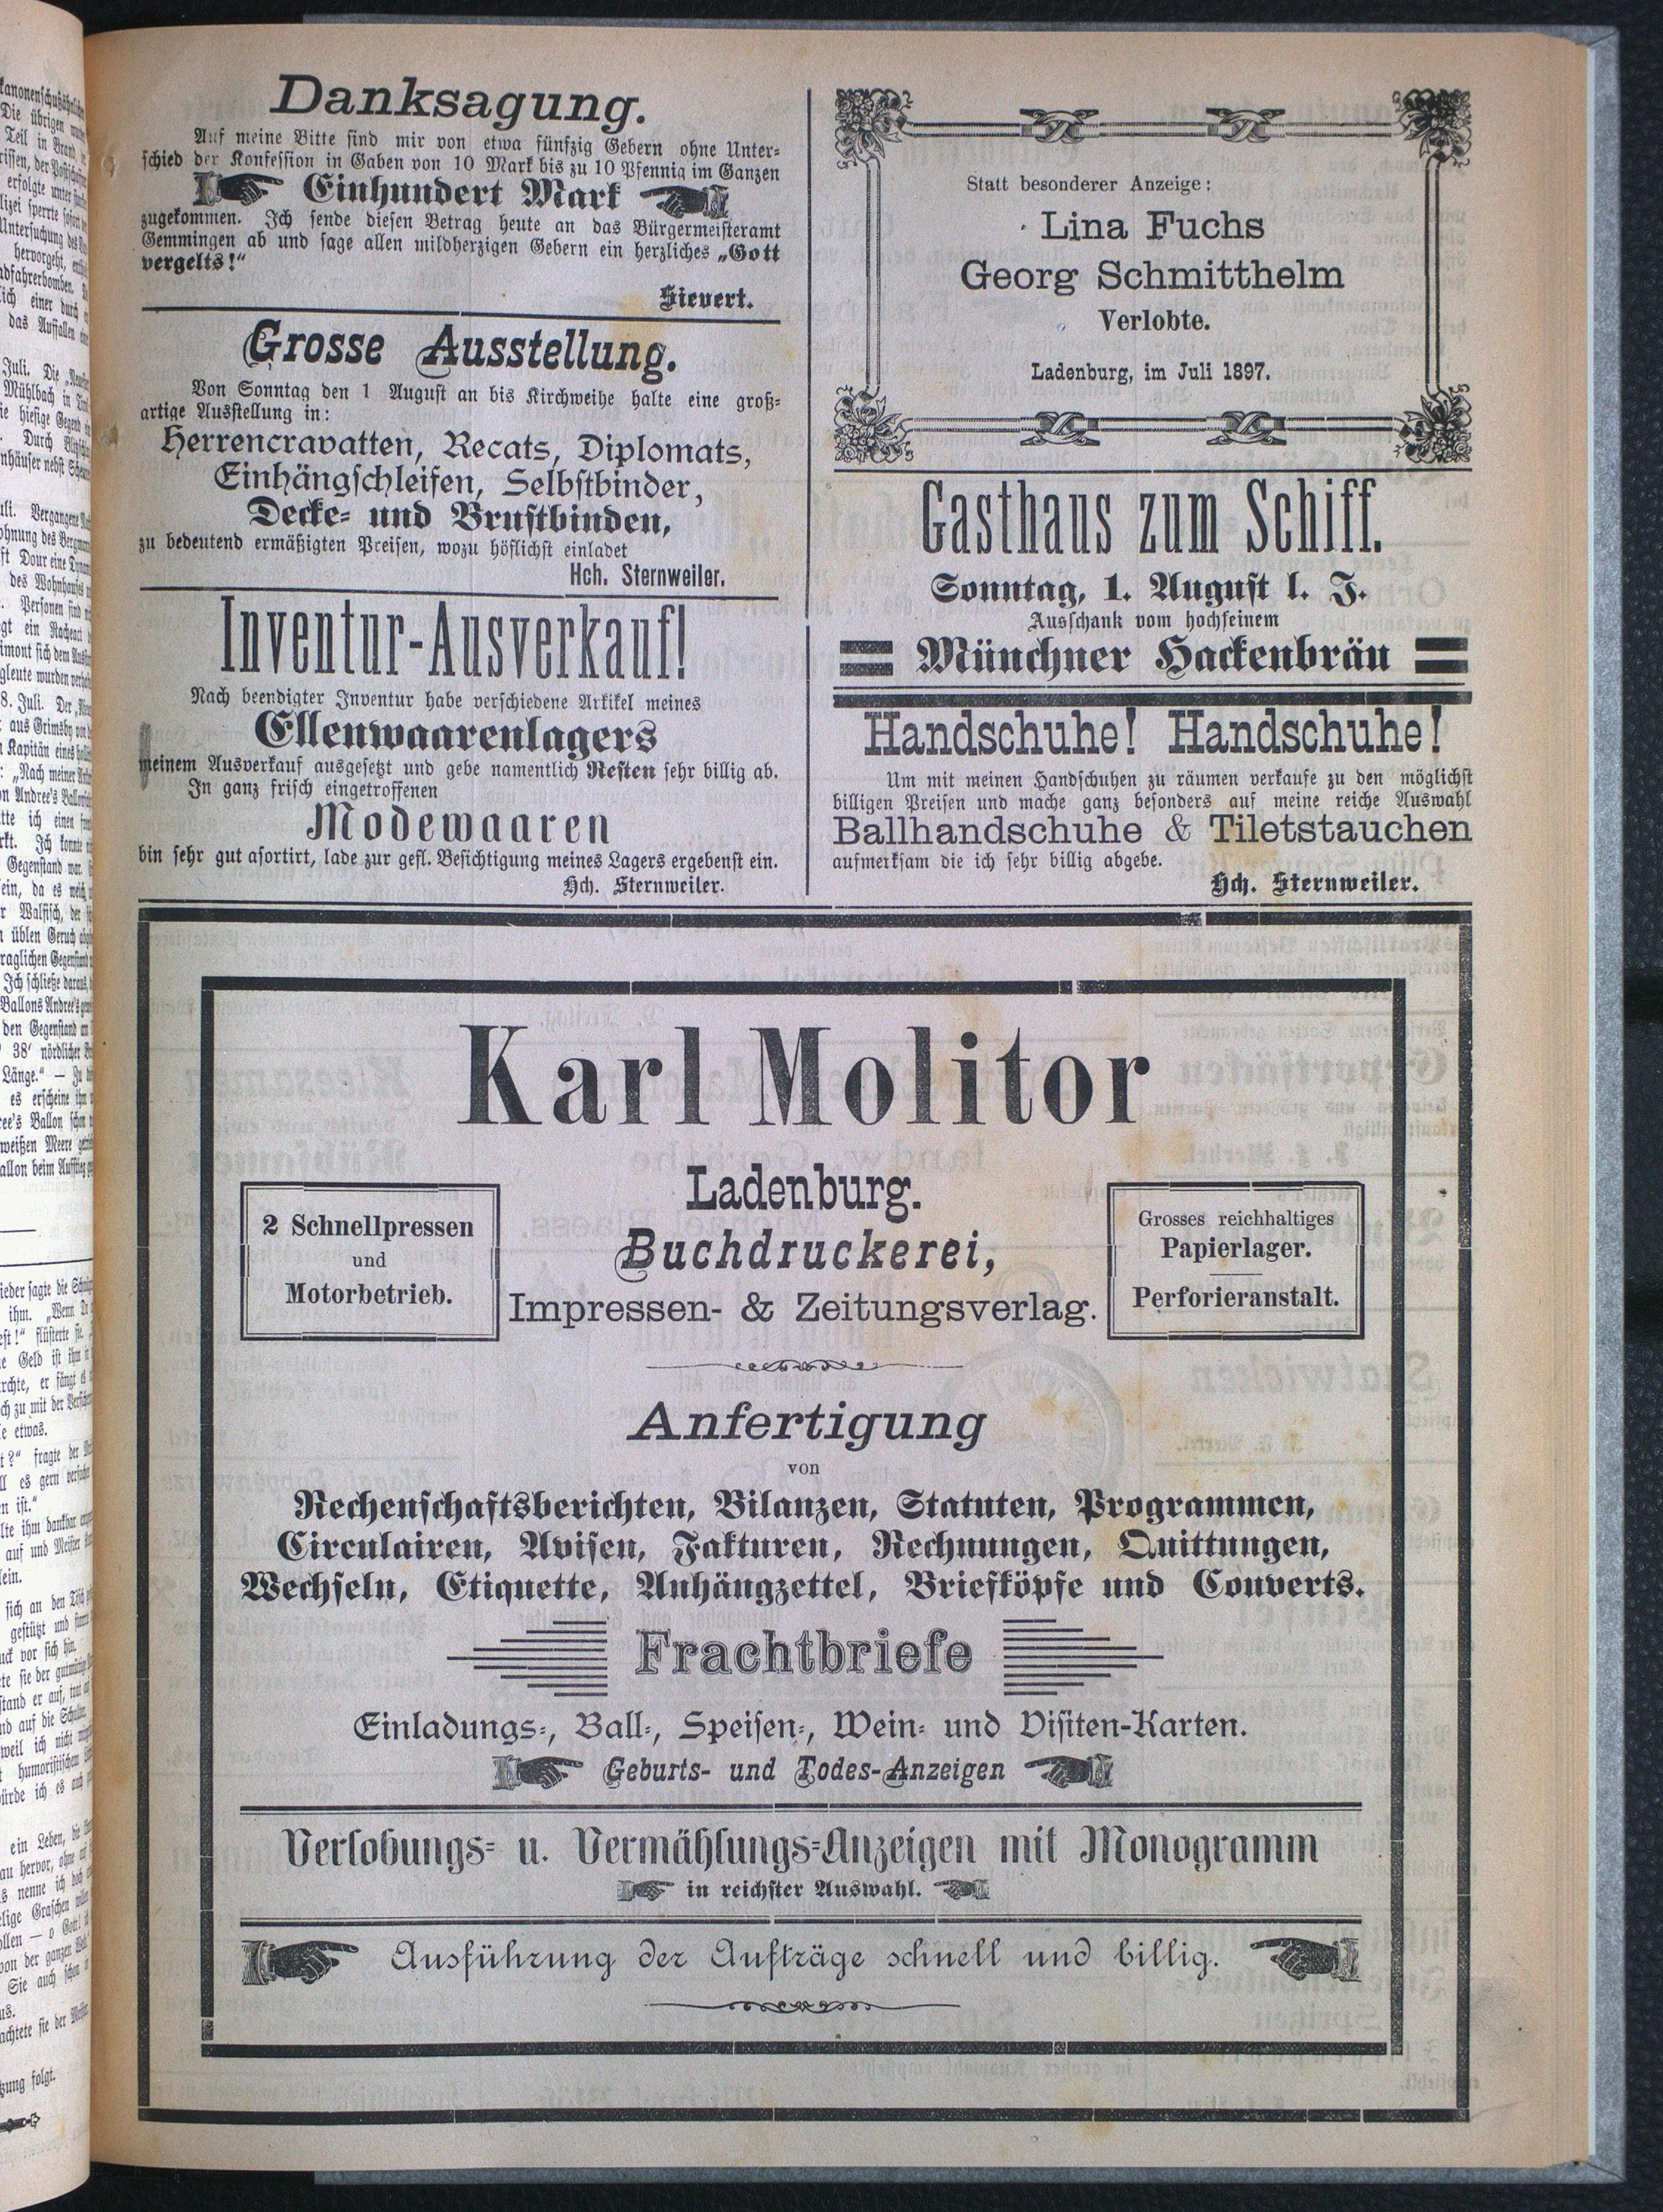 Danksagung.
Auf meine Bitte sind mir von etwa fünfzig Gebern ohne Unter-
schied der Konfession in Gaben von 10 Mark bis zu 10 Pfennig im Ganzen
Einhundert Mark
zugekommen. Ich sende diesen Betrag heute an das Bürgermeisteramt
Gemmingen ab und sage allen mildherzigen Gebern ein herzliches „Gott
vergelts!“
Sievert.
Grosse Ausstellung.
Von Sonntag den 1 August an bis Kirchweihe halte eine groß-
artige Ausstellung in:
Herrencravatten, Recats, Diplomats,
Einhängschleifen, Selbstbinder,
Decke- und Brustbinden,
zu bedeutend ermäßigten Preisen, wozu höflichst einladet
Hch. Sternweiler.
Inventur-Ausverkauf!
Nach beendigter Inventur habe verschiedene Artikel meines
Ellenwaarenlagers
meinem Ausverkauf ausgesetzt und gebe namentlich Resten sehr billig ab.
In ganz frisch eingetroffenen
Modewaaren
bin sehr gut asortirt, lade zur gefl. Besichtigung meines Lagers ergebenst ein.
Hch. Sternweiler.
Statt besonderer Anzeige:
Lina Fuchs
Georg Schmitthelm
Verlobte.
Ladenburg, im Juli 1897.
Gasthaus zum Schiff.
Sonntag, 1. August l. J.
Ausschank vom hochfeinem
Münchner Hackenbräu
Handschuhe! Handschuhe!
Um mit meinen Handschuhen zu räumen verkaufe zu den möglichst
billigen Preisen und mache ganz besonders auf meine reiche Auswahl
Ballhandschuhe & Tiletstauchen
aufmerksam die ich sehr billig abgebe.
Hch. Sternweiler.
Karl Molitor
Ladenburg.
Buchdruckerei,
Impressen- & Zeitungsverlag.
2 Schnellpressen
und
Motorbetrieb.
Grosses reichhaltiges
Papierlager.
Perforieranstalt.
Anfertigung
von
Rechenschaftsberichten, Bilanzen, Statuten, Programmen,
Circulairen, Avisen, Fakturen, Rechnungen, Quittungen,
Wechseln, Etiquette, Anhängzettel, Briefköpfe und Couverts.
Frachtbriefe
Einladungs-, Ball-, Speisen-, Wein- und Visiten-Karten.
Geburts- und Todes-Anzeigen
Verlobungs- u. Vermählungs-Anzeigen mit Monogramm
in reichster Auswahl.
Ausführung der Aufträge schnell und billig.